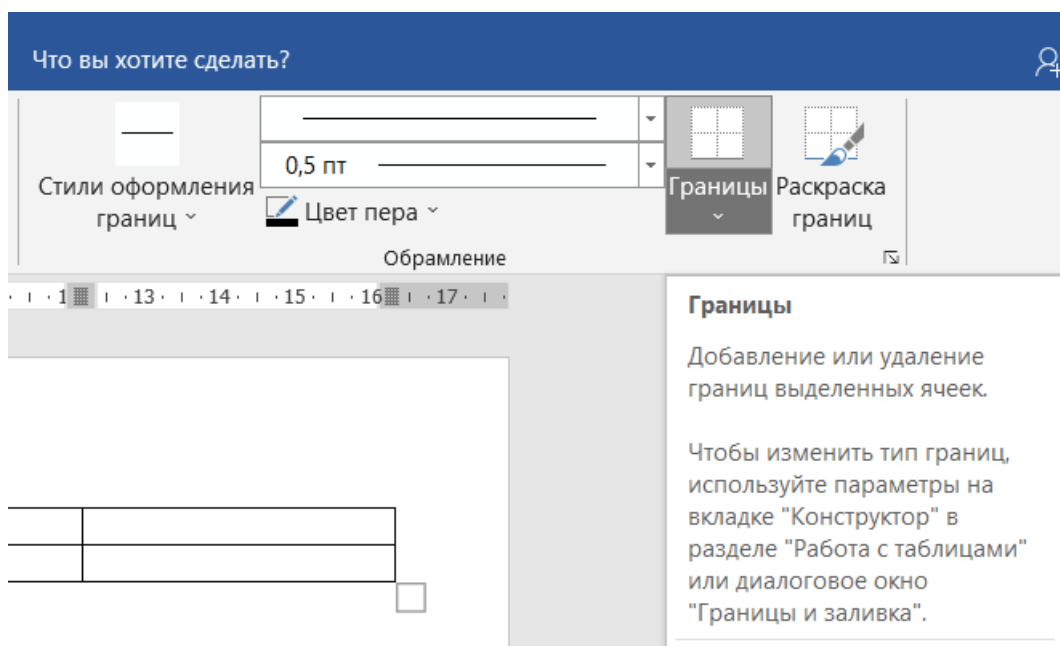 Что вы хотите сделать?
Стили оформления
границ
0,5 пт
Цвет пера
Границы
Раскраска
границ
Обрамление
1 13 14 15 16 17
Границы
Добавление или удаление
границ выделенных ячеек.
Чтобы изменить тип границ,
используйте параметры на
вкладке "Конструктор" в
разделе "Работа с таблицами"
или диалоговое окно
"Границы и заливка".